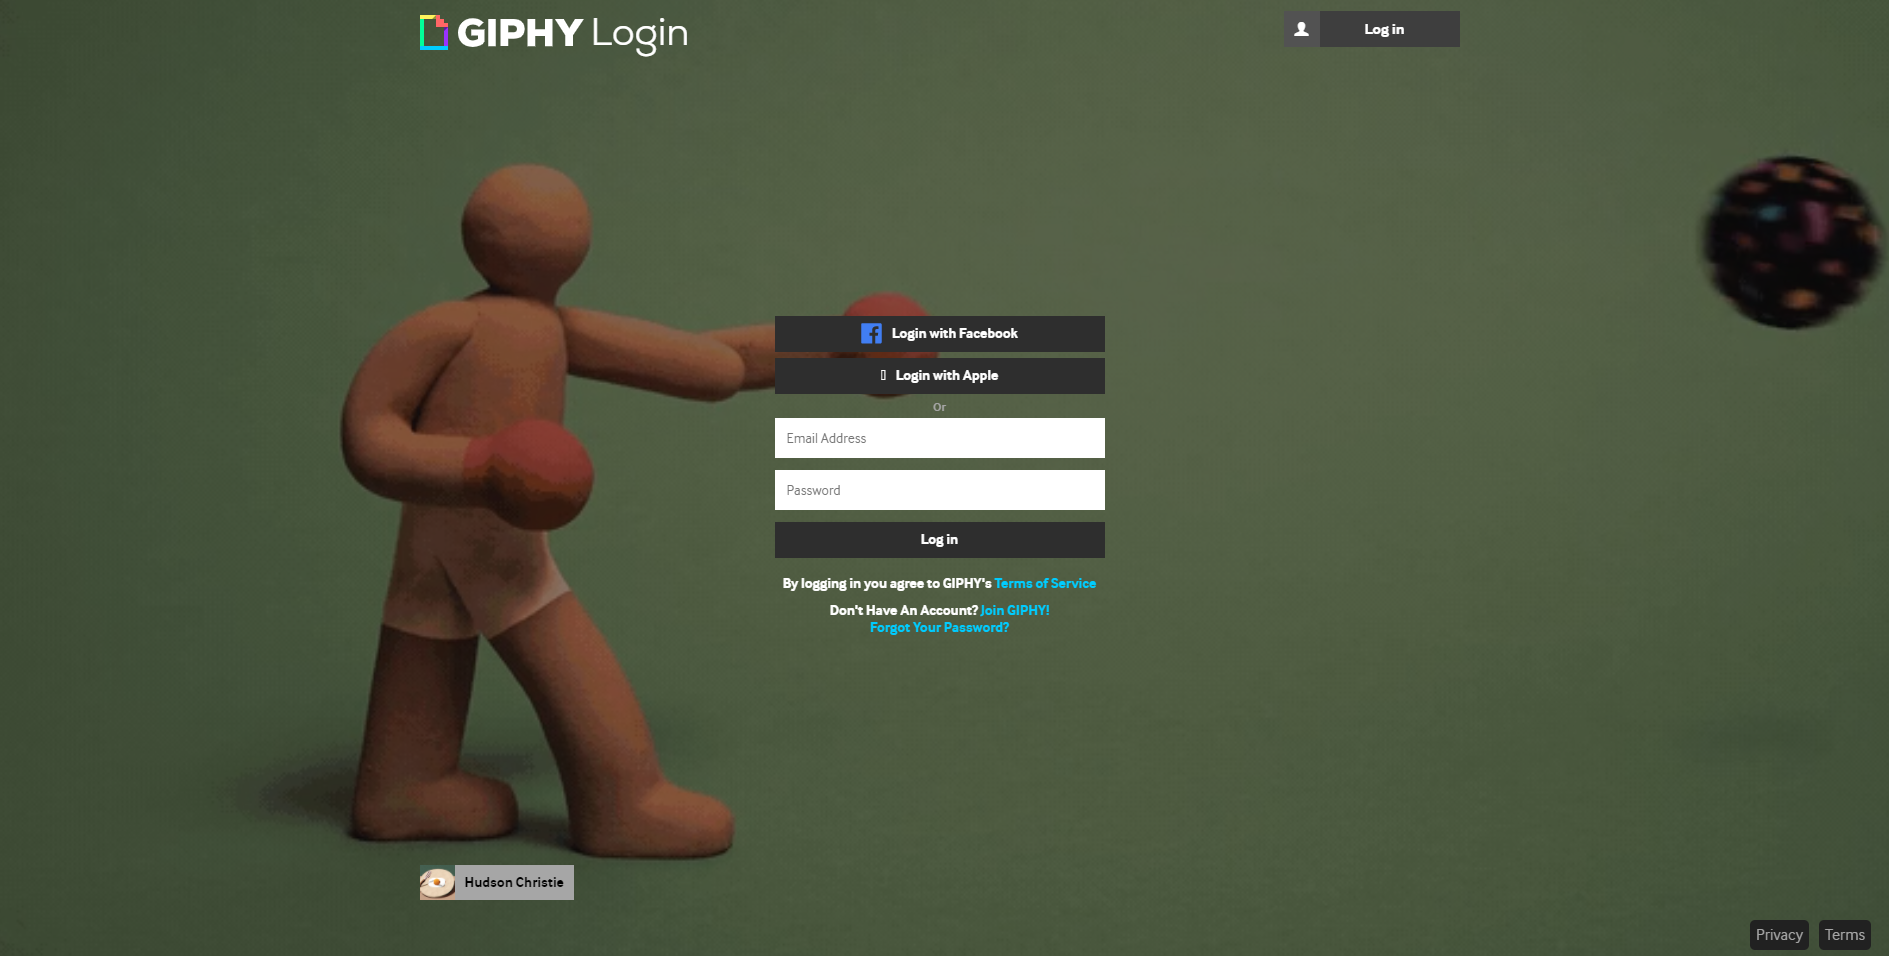 GIPHY Login
Log in
Login with Facebook
Login with Apple
Or
Email Address
Password
Log in
By logging in you agree to GIPHY's Terms of Service
Don't Have An Account? Join GIPHY!
Forgot Your Password?
Hudson Christie
Privacy
Terms